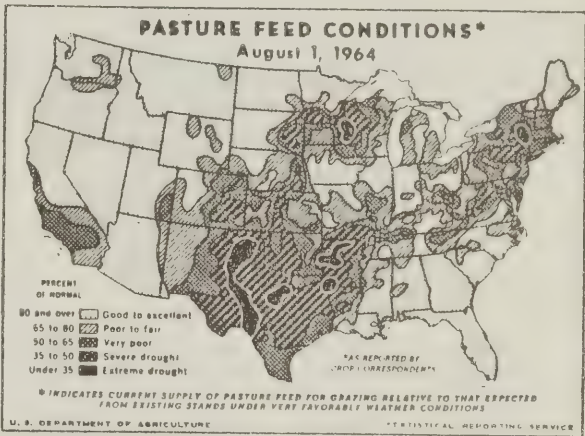 PASTURE FEED CONDITIONS*
August 1, 1964
PERCENT
OF NORMAL
80 and over Good to excellent
65 to 80 Poor to fair
50 to 65 Very poor
35 to 50 Severe drought
Under 35 Extreme drought
*AS REPORTED BY
CROP CORRESPONDENTS
* INDICATES CURRENT SUPPLY OF PASTURE FEED FOR GRAZING RELATIVE TO THAT EXPECTED
FROM EXISTING STANDS UNDER VERY FAVORABLE WEATHER CONDITIONS
U. S. DEPARTMENT OF AGRICULTURE
STATISTICAL REPORTING SERVICE